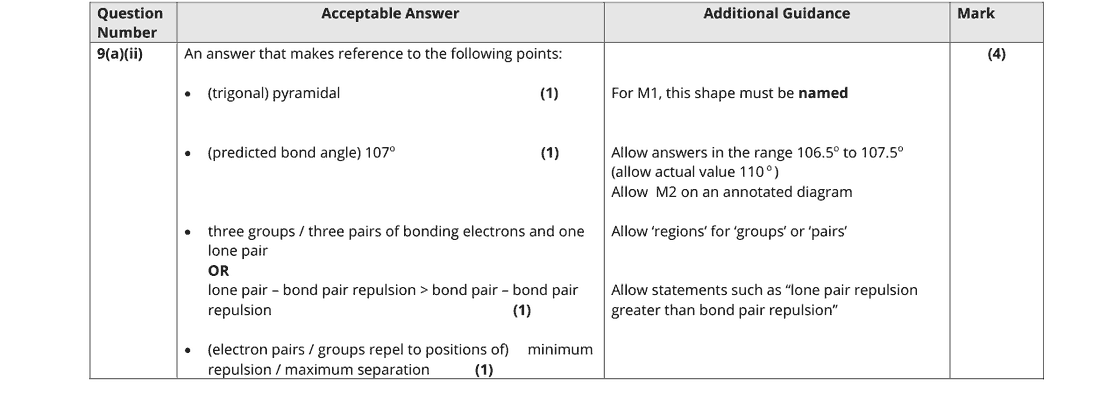 Question Number
Acceptable Answer
Additional Guidance
Mark
9(a)(ii)
An answer that makes reference to the following points:
(4)
• (trigonal) pyramidal (1)
For M1, this shape must be named
• (predicted bond angle) 107° (1)
Allow answers in the range 106.5° to 107.5°
(allow actual value 110°)
Allow M2 on an annotated diagram
• three groups / three pairs of bonding electrons and one
lone pair
Allow ‘regions’ for ‘groups’ or ‘pairs’
OR
lone pair – bond pair repulsion > bond pair – bond pair
repulsion (1)
Allow statements such as “lone pair repulsion
greater than bond pair repulsion”
• (electron pairs / groups repel to positions of) minimum
repulsion / maximum separation (1)